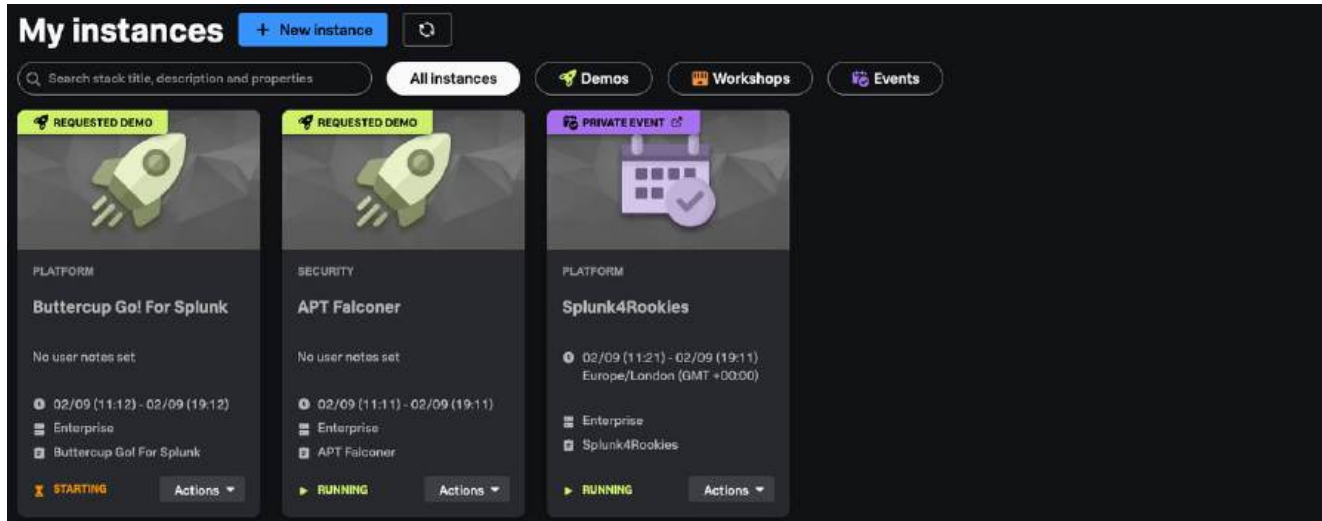 My instances
+ New instance
Search stack title, description and properties
All instances
Demos
Workshops
Events
REQUESTED DEMO
PLATFORM
Buttercup Go! For Splunk
No user notes set
02/09 (11:12) - 02/09 (19:12)
Enterprise
Buttercup Go! For Splunk
STARTING
Actions
REQUESTED DEMO
SECURITY
APT Falconer
No user notes set
02/09 (11:11) - 02/09 (19:11)
Enterprise
APT Falconer
RUNNING
Actions
PRIVATE EVENT
PLATFORM
Splunk4Rookies
02/09 (11:21) - 02/09 (19:11)
Europe/London (GMT +00:00)
Enterprise
Splunk4Rookies
RUNNING
Actions